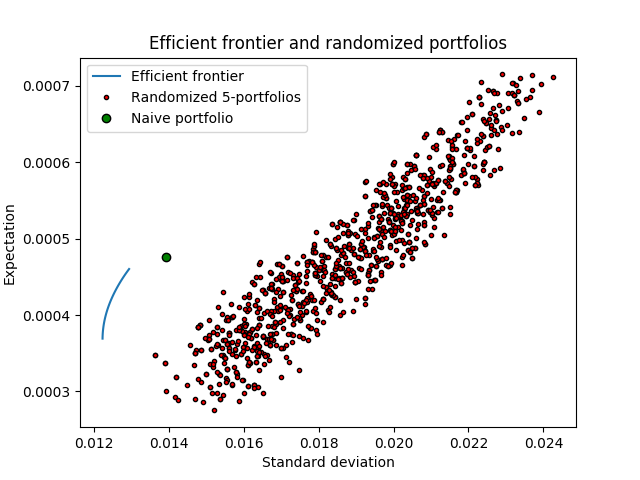 Efficient frontier and randomized portfolios
Efficient frontier
Randomized 5-portfolios
Naive portfolio
0.0007
0.0006
0.0005
0.0004
0.0003
Expectation
0.012 0.014 0.016 0.018 0.020 0.022 0.024
Standard deviation